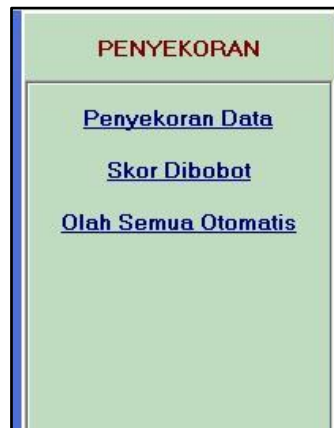 PENYEKORAN
Penyekoran Data
Skor Dibobot
Olah Semua Otomatis